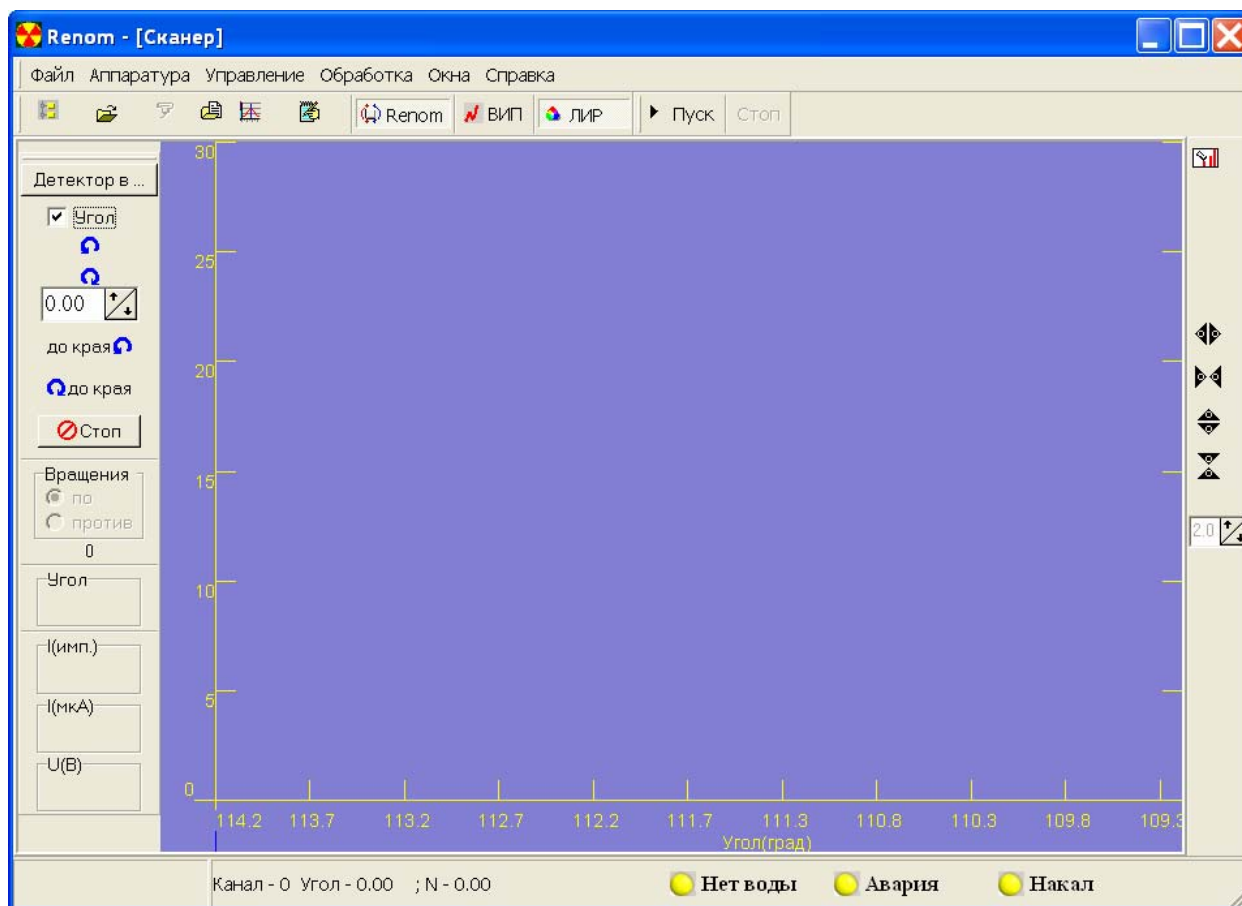 Renom - [Сканер]
Файл Аппаратура Управление Обработка Окна Справка
Renom ВИП ЛИР Пуск Стоп
Детектор в ...
Угол
0.00
до края
до края
Стоп
Вращения
по
против
0
Угол
I(имп.)
I(мкА)
U(В)
30
25
20
15
10
5
0
114.2 113.7 113.2 112.7 112.2 111.7 111.3 110.8 110.3 109.8 109.3
Угол(град)
2.0
Канал - 0 Угол - 0.00 ; N - 0.00
Нет воды Авария Накал